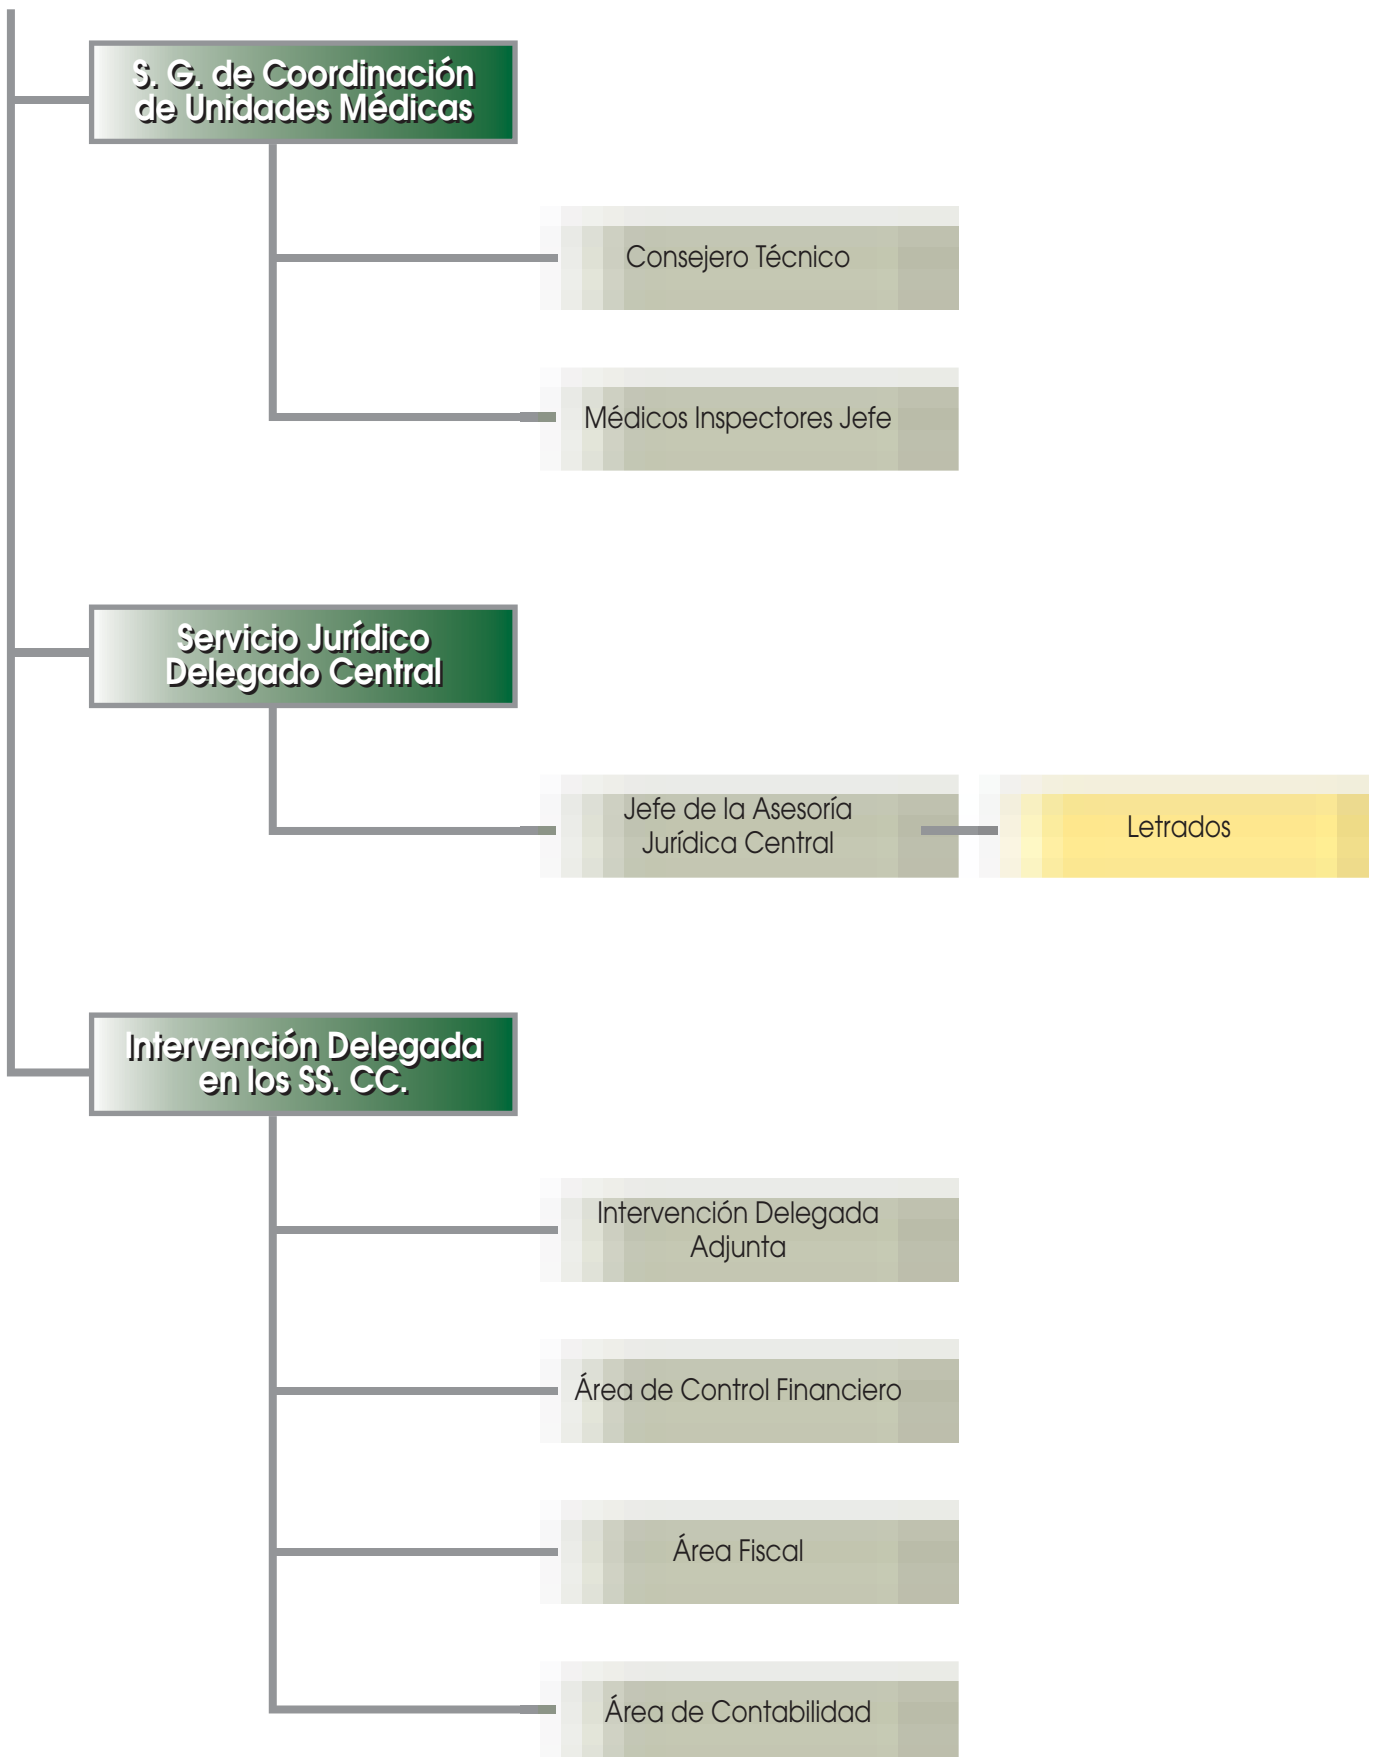 S. G. de Coordinación
de Unidades Médicas
Consejero Técnico
Médicos Inspectores Jefe
Servicio Jurídico
Delegado Central
Jefe de la Asesoría
Jurídica Central
Letrados
Intervención Delegada
en los SS. CC.
Intervención Delegada
Adjunta
Área de Control Financiero
Área Fiscal
Área de Contabilidad